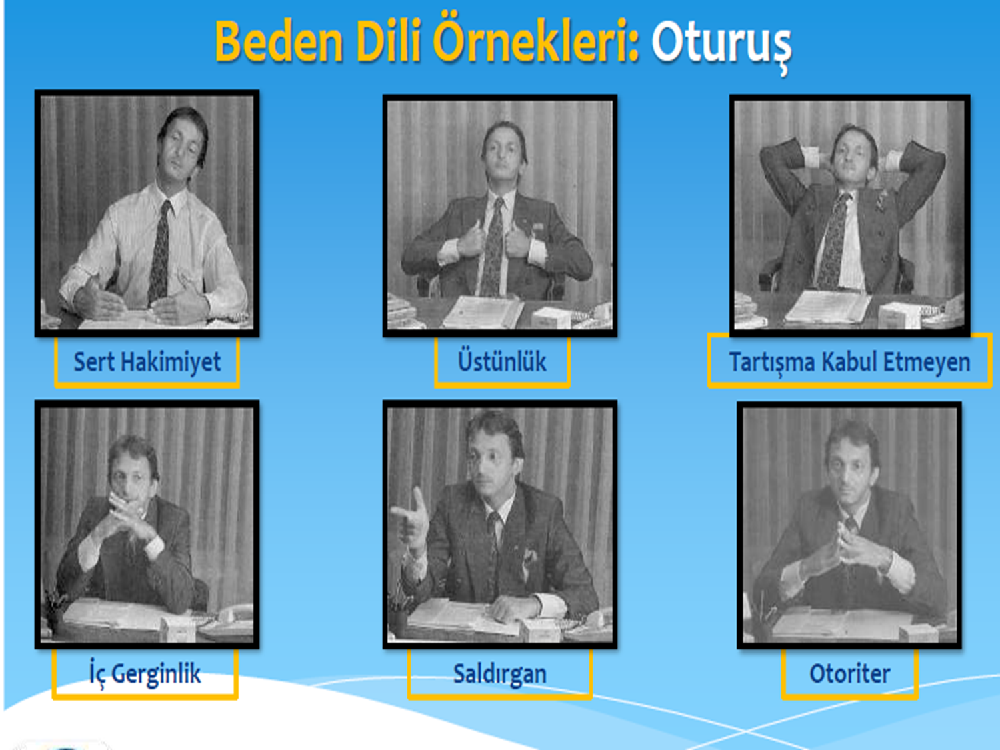 Beden Dili Örnekleri: Oturuş
Sert Hakimiyet
Üstünlük
Tartışma Kabul Etmeyen
İç Gerginlik
Saldırgan
Otoriter